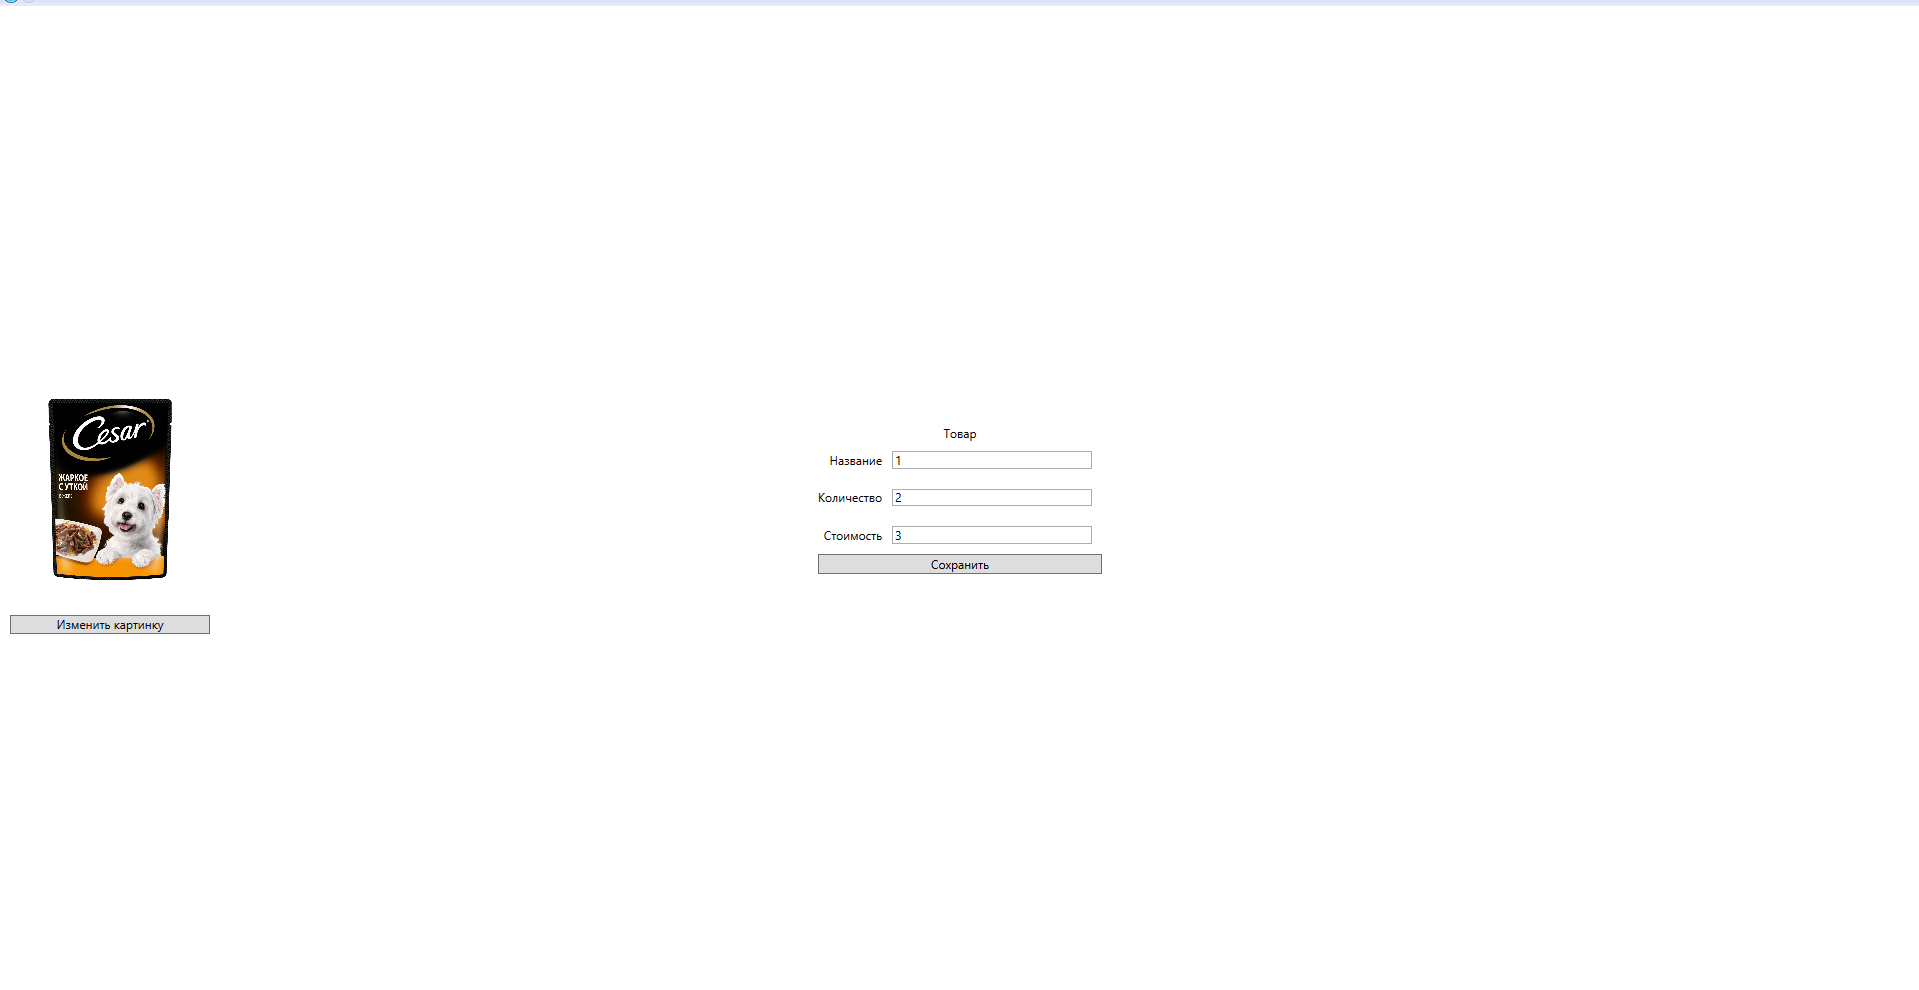 Cesar
ЖАРКОЕ
С УТКОЙ
Изменить картинку
Товар
Название 1
Количество 2
Стоимость 3
Сохранить